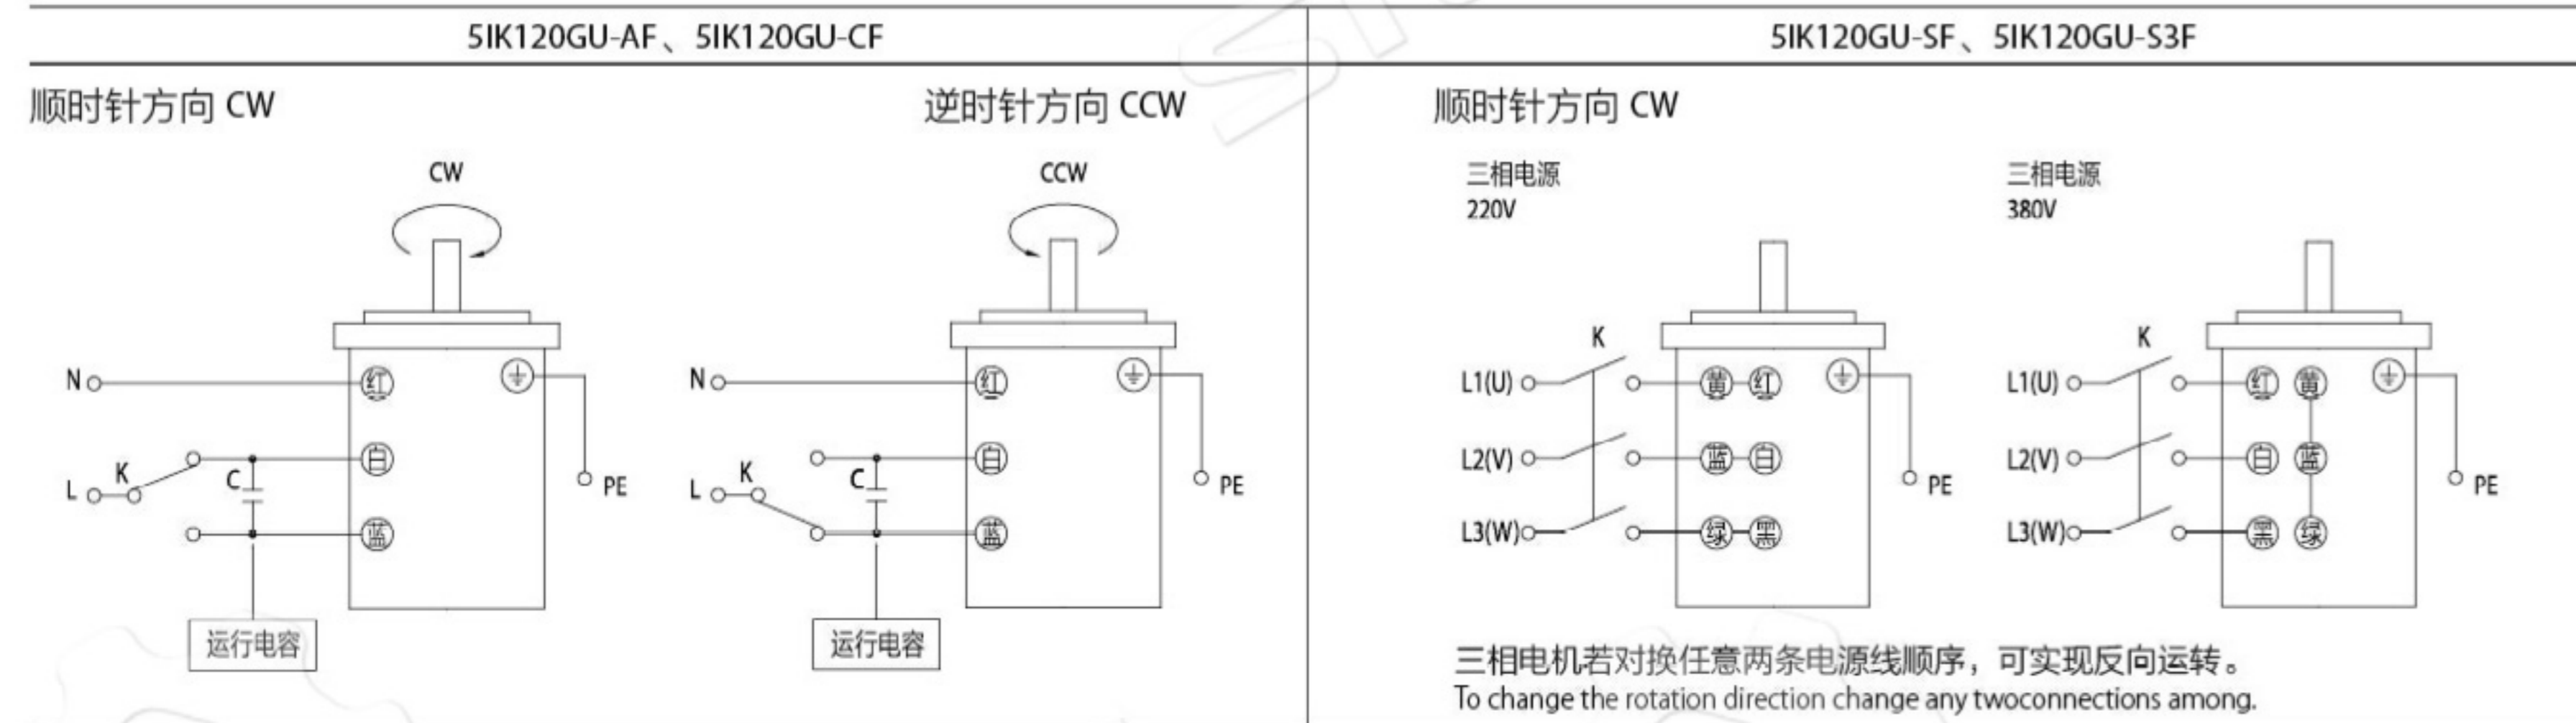 5IK120GU-AF、5IK120GU-CF
顺时针方向 CW
逆时针方向 CCW
CW
CCW
N
红
L
K
白
C
蓝
PE
运行电容
N
红
L
K
白
C
蓝
PE
运行电容
5IK120GU-SF、5IK120GU-S3F
顺时针方向 CW
三相电源
220V
K
L1(U)
黄
红
L2(V)
蓝
白
L3(W)
绿
黑
PE
三相电源
380V
K
L1(U)
红
黄
L2(V)
白
蓝
L3(W)
黑
绿
PE
三相电机若对换任意两条电源线顺序，可实现反向运转。
To change the rotation direction change any twoconnections among.